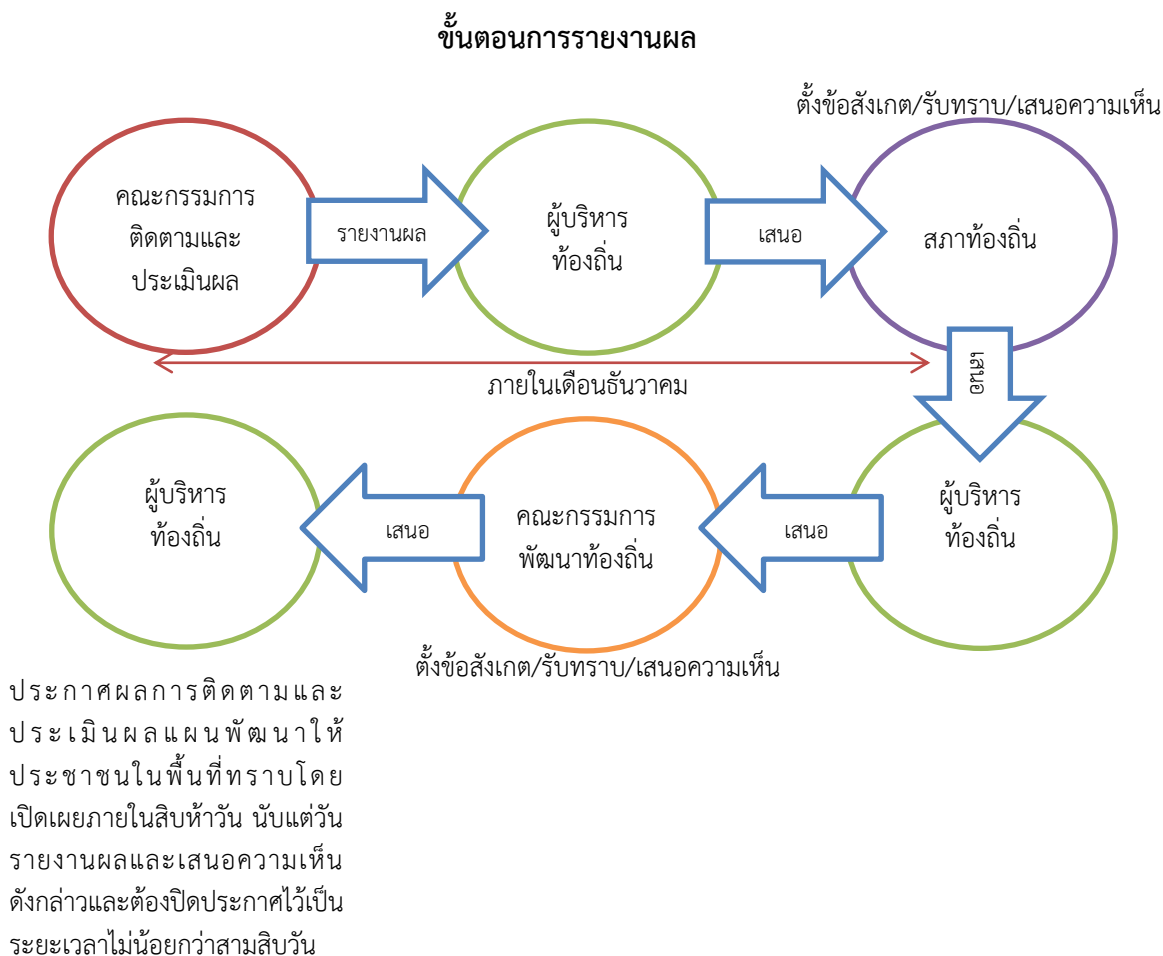 ขั้นตอนการรายงานผล
ตั้งข้อสังเกต/รับทราบ/เสนอความเห็น
คณะกรรมการ
ติดตามและ
ประเมินผล
รายงานผล
ผู้บริหาร
ท้องถิ่น
เสนอ
สภาท้องถิ่น
ภายในเดือนธันวาคม
เสนอ
ผู้บริหาร
ท้องถิ่น
เสนอ
คณะกรรมการ
พัฒนาท้องถิ่น
ตั้งข้อสังเกต/รับทราบ/เสนอความเห็น
เสนอ
ผู้บริหาร
ท้องถิ่น
ประกาศผลการติดตามและ
ประเมินผลแผนพัฒนาให้
ประชาชนในพื้นที่ทราบโดย
เปิดเผยภายในสิบห้าวัน นับแต่วัน
รายงานผลและเสนอความเห็น
ดังกล่าวและต้องปิดประกาศไว้เป็น
ระยะเวลาไม่น้อยกว่าสามสิบวัน